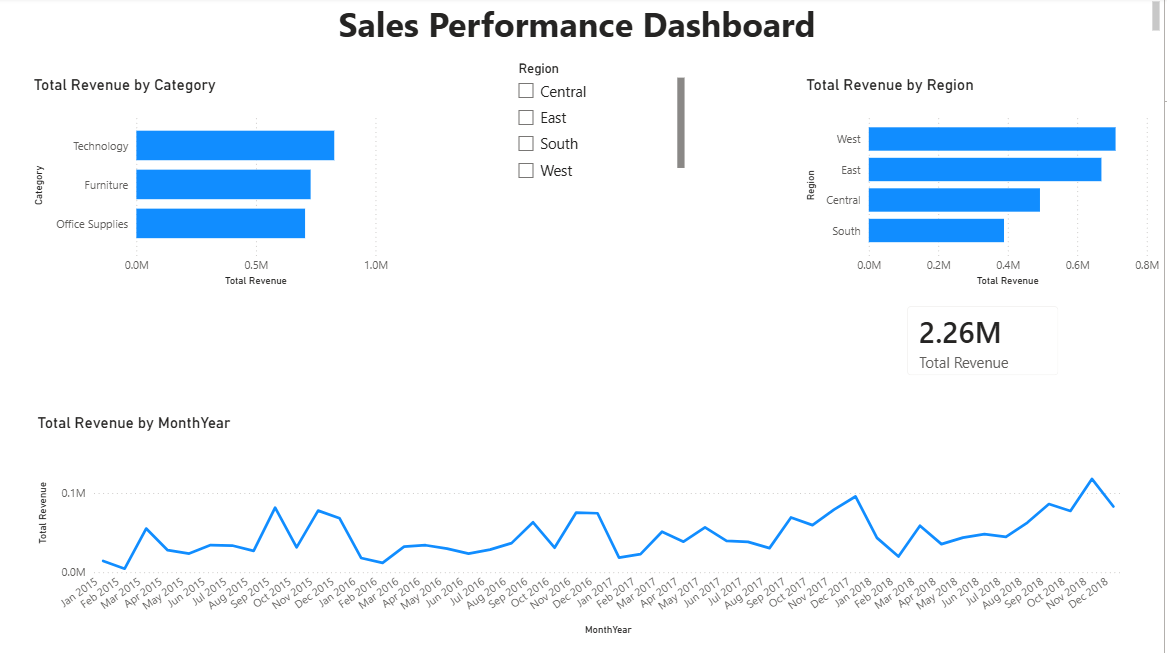 Sales Performance Dashboard
Total Revenue by Category
Category
Technology
Furniture
Office Supplies
0.0M 0.5M 1.0M
Total Revenue
Region
Central
East
South
West
Total Revenue by Region
Region
West
East
Central
South
0.0M 0.2M 0.4M 0.6M 0.8M
Total Revenue
2.26M
Total Revenue
Total Revenue by MonthYear
Total Revenue
0.1M
0.0M
Jan 2015 Feb 2015 Mar 2015 Apr 2015 May 2015 Jun 2015 Jul 2015 Aug 2015 Sep 2015 Oct 2015 Nov 2015 Dec 2015 Jan 2016 Feb 2016 Mar 2016 Apr 2016 May 2016 Jun 2016 Jul 2016 Aug 2016 Sep 2016 Oct 2016 Nov 2016 Dec 2016 Jan 2017 Feb 2017 Mar 2017 Apr 2017 May 2017 Jun 2017 Jul 2017 Aug 2017 Sep 2017 Oct 2017 Nov 2017 Dec 2017 Jan 2018 Feb 2018 Mar 2018 Apr 2018 May 2018 Jun 2018 Jul 2018 Aug 2018 Sep 2018 Oct 2018 Nov 2018 Dec 2018
MonthYear